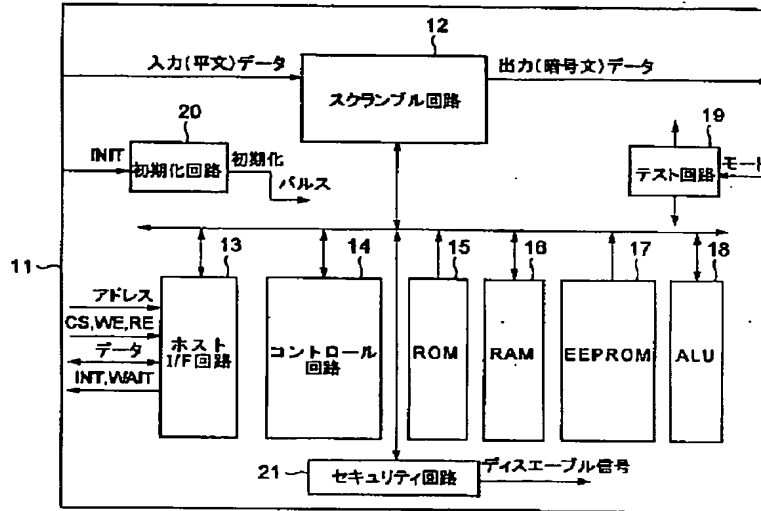 12
入力(平文)データ
スクランブル回路
出力(暗号文)データ
20
INIT
初期化回路
初期化
パルス
19
テスト回路
モード
11
13
14
15
16
17
18
アドレス
CS,WE,RE
データ
INT,WAIT
ホスト
I/F回路
コントロール
回路
ROM
RAM
EEPROM
ALU
21
セキュリティ回路
ディスエーブル信号